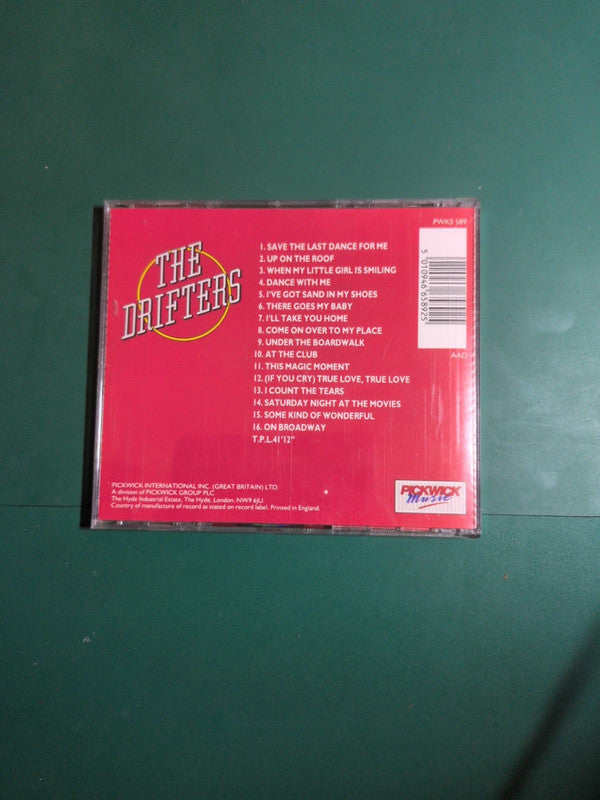 PWKS 589
THE
DRIFTERS
1. SAVE THE LAST DANCE FOR ME
2. UP ON THE ROOF
3. WHEN MY LITTLE GIRL IS SMILING
4. DANCE WITH ME
5. I'VE GOT SAND IN MY SHOES
6. THERE GOES MY BABY
7. I'LL TAKE YOU HOME
8. COME ON OVER TO MY PLACE
9. UNDER THE BOARDWALK
10. AT THE CLUB
11. THIS MAGIC MOMENT
12. (IF YOU CRY) TRUE LOVE, TRUE LOVE
13. I COUNT THE TEARS
14. SATURDAY NIGHT AT THE MOVIES
15. SOME KIND OF WONDERFUL
16. ON BROADWAY
T.P.L.41'12"
5 010946 658925
AAD
PICKWICK INTERNATIONAL INC. (GREAT BRITAIN) LTD.
A division of PICKWICK GROUP PLC
The Hyde Industrial Estate, The Hyde, London. NW9 6JU.
Country of manufacture of record as stated on record label. Printed in England.
PICKWICK
Music